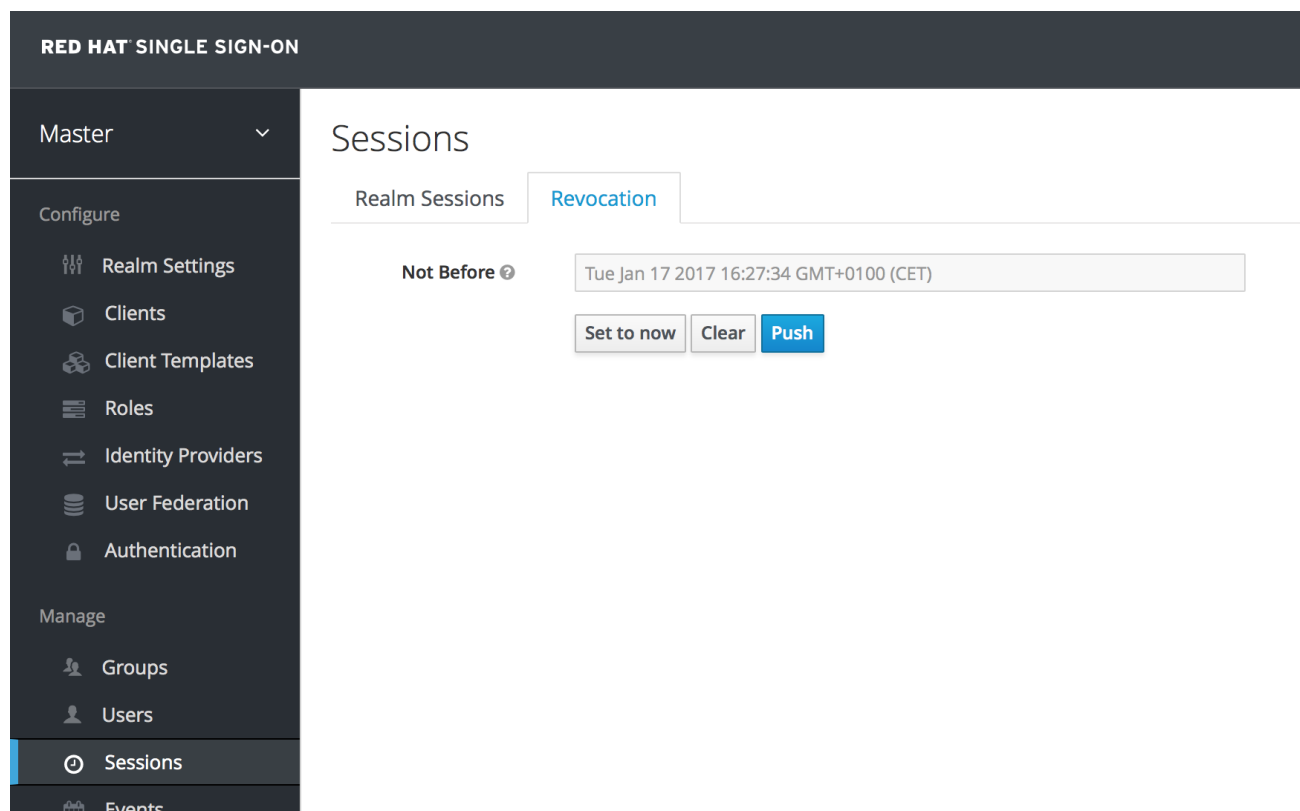 RED HAT® SINGLE SIGN-ON
Master
Configure
Realm Settings
Clients
Client Templates
Roles
Identity Providers
User Federation
Authentication
Manage
Groups
Users
Sessions
Events
Sessions
Realm Sessions Revocation
Not Before Tue Jan 17 2017 16:27:34 GMT+0100 (CET)
Set to now Clear Push